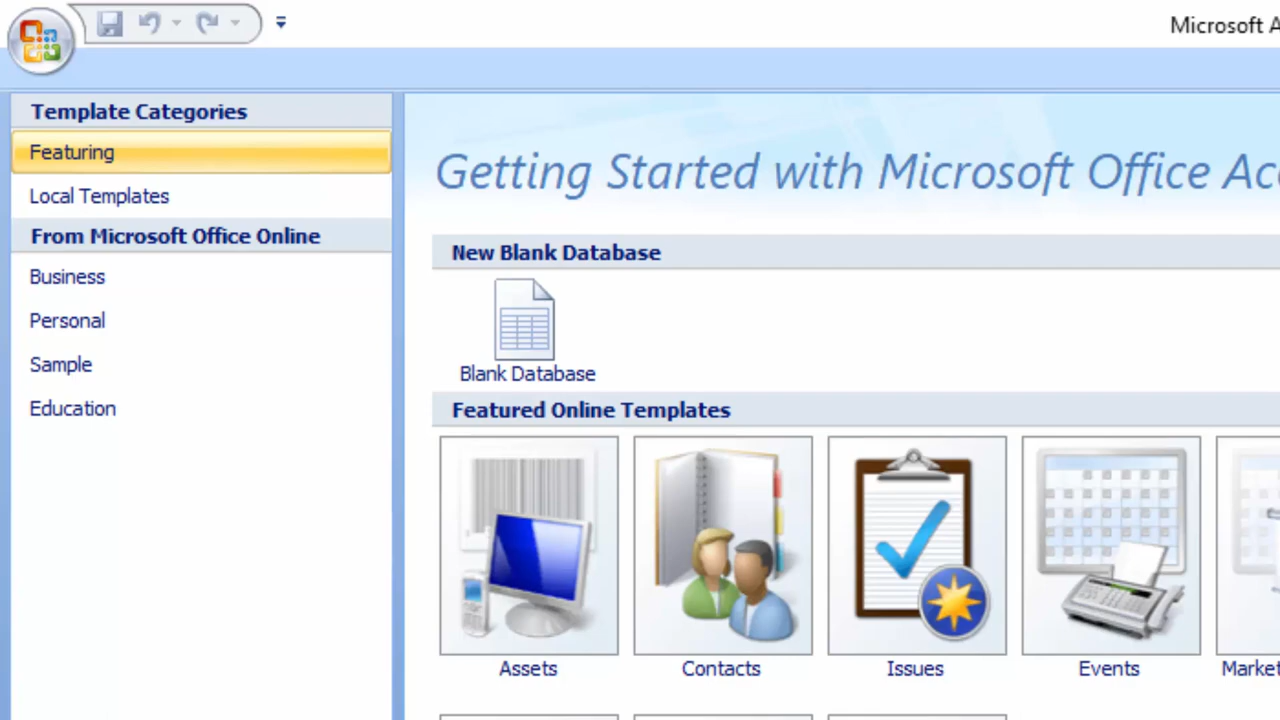 Microsoft A
Template Categories
Featuring
Local Templates
From Microsoft Office Online
Business
Personal
Sample
Education
Getting Started with Microsoft Office Acc
New Blank Database
Blank Database
Featured Online Templates
Assets
Contacts
Issues
Events
Market